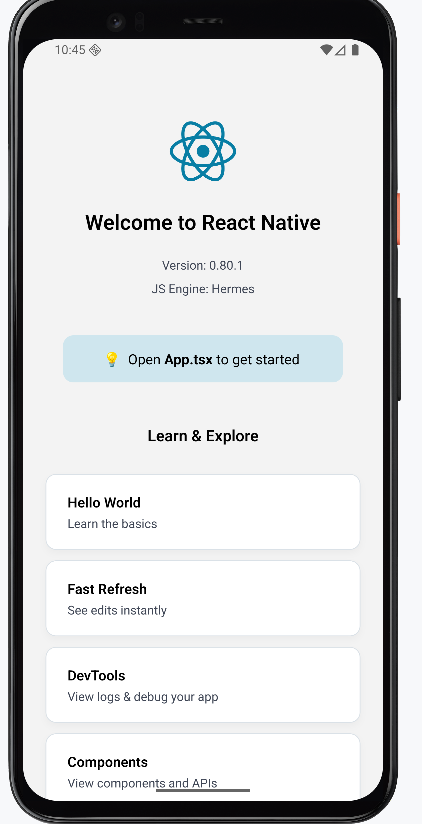 10:45
Welcome to React Native
Version: 0.80.1
JS Engine: Hermes
Open App.tsx to get started
Learn & Explore
Hello World
Learn the basics
Fast Refresh
See edits instantly
DevTools
View logs & debug your app
Components
View components and APIs